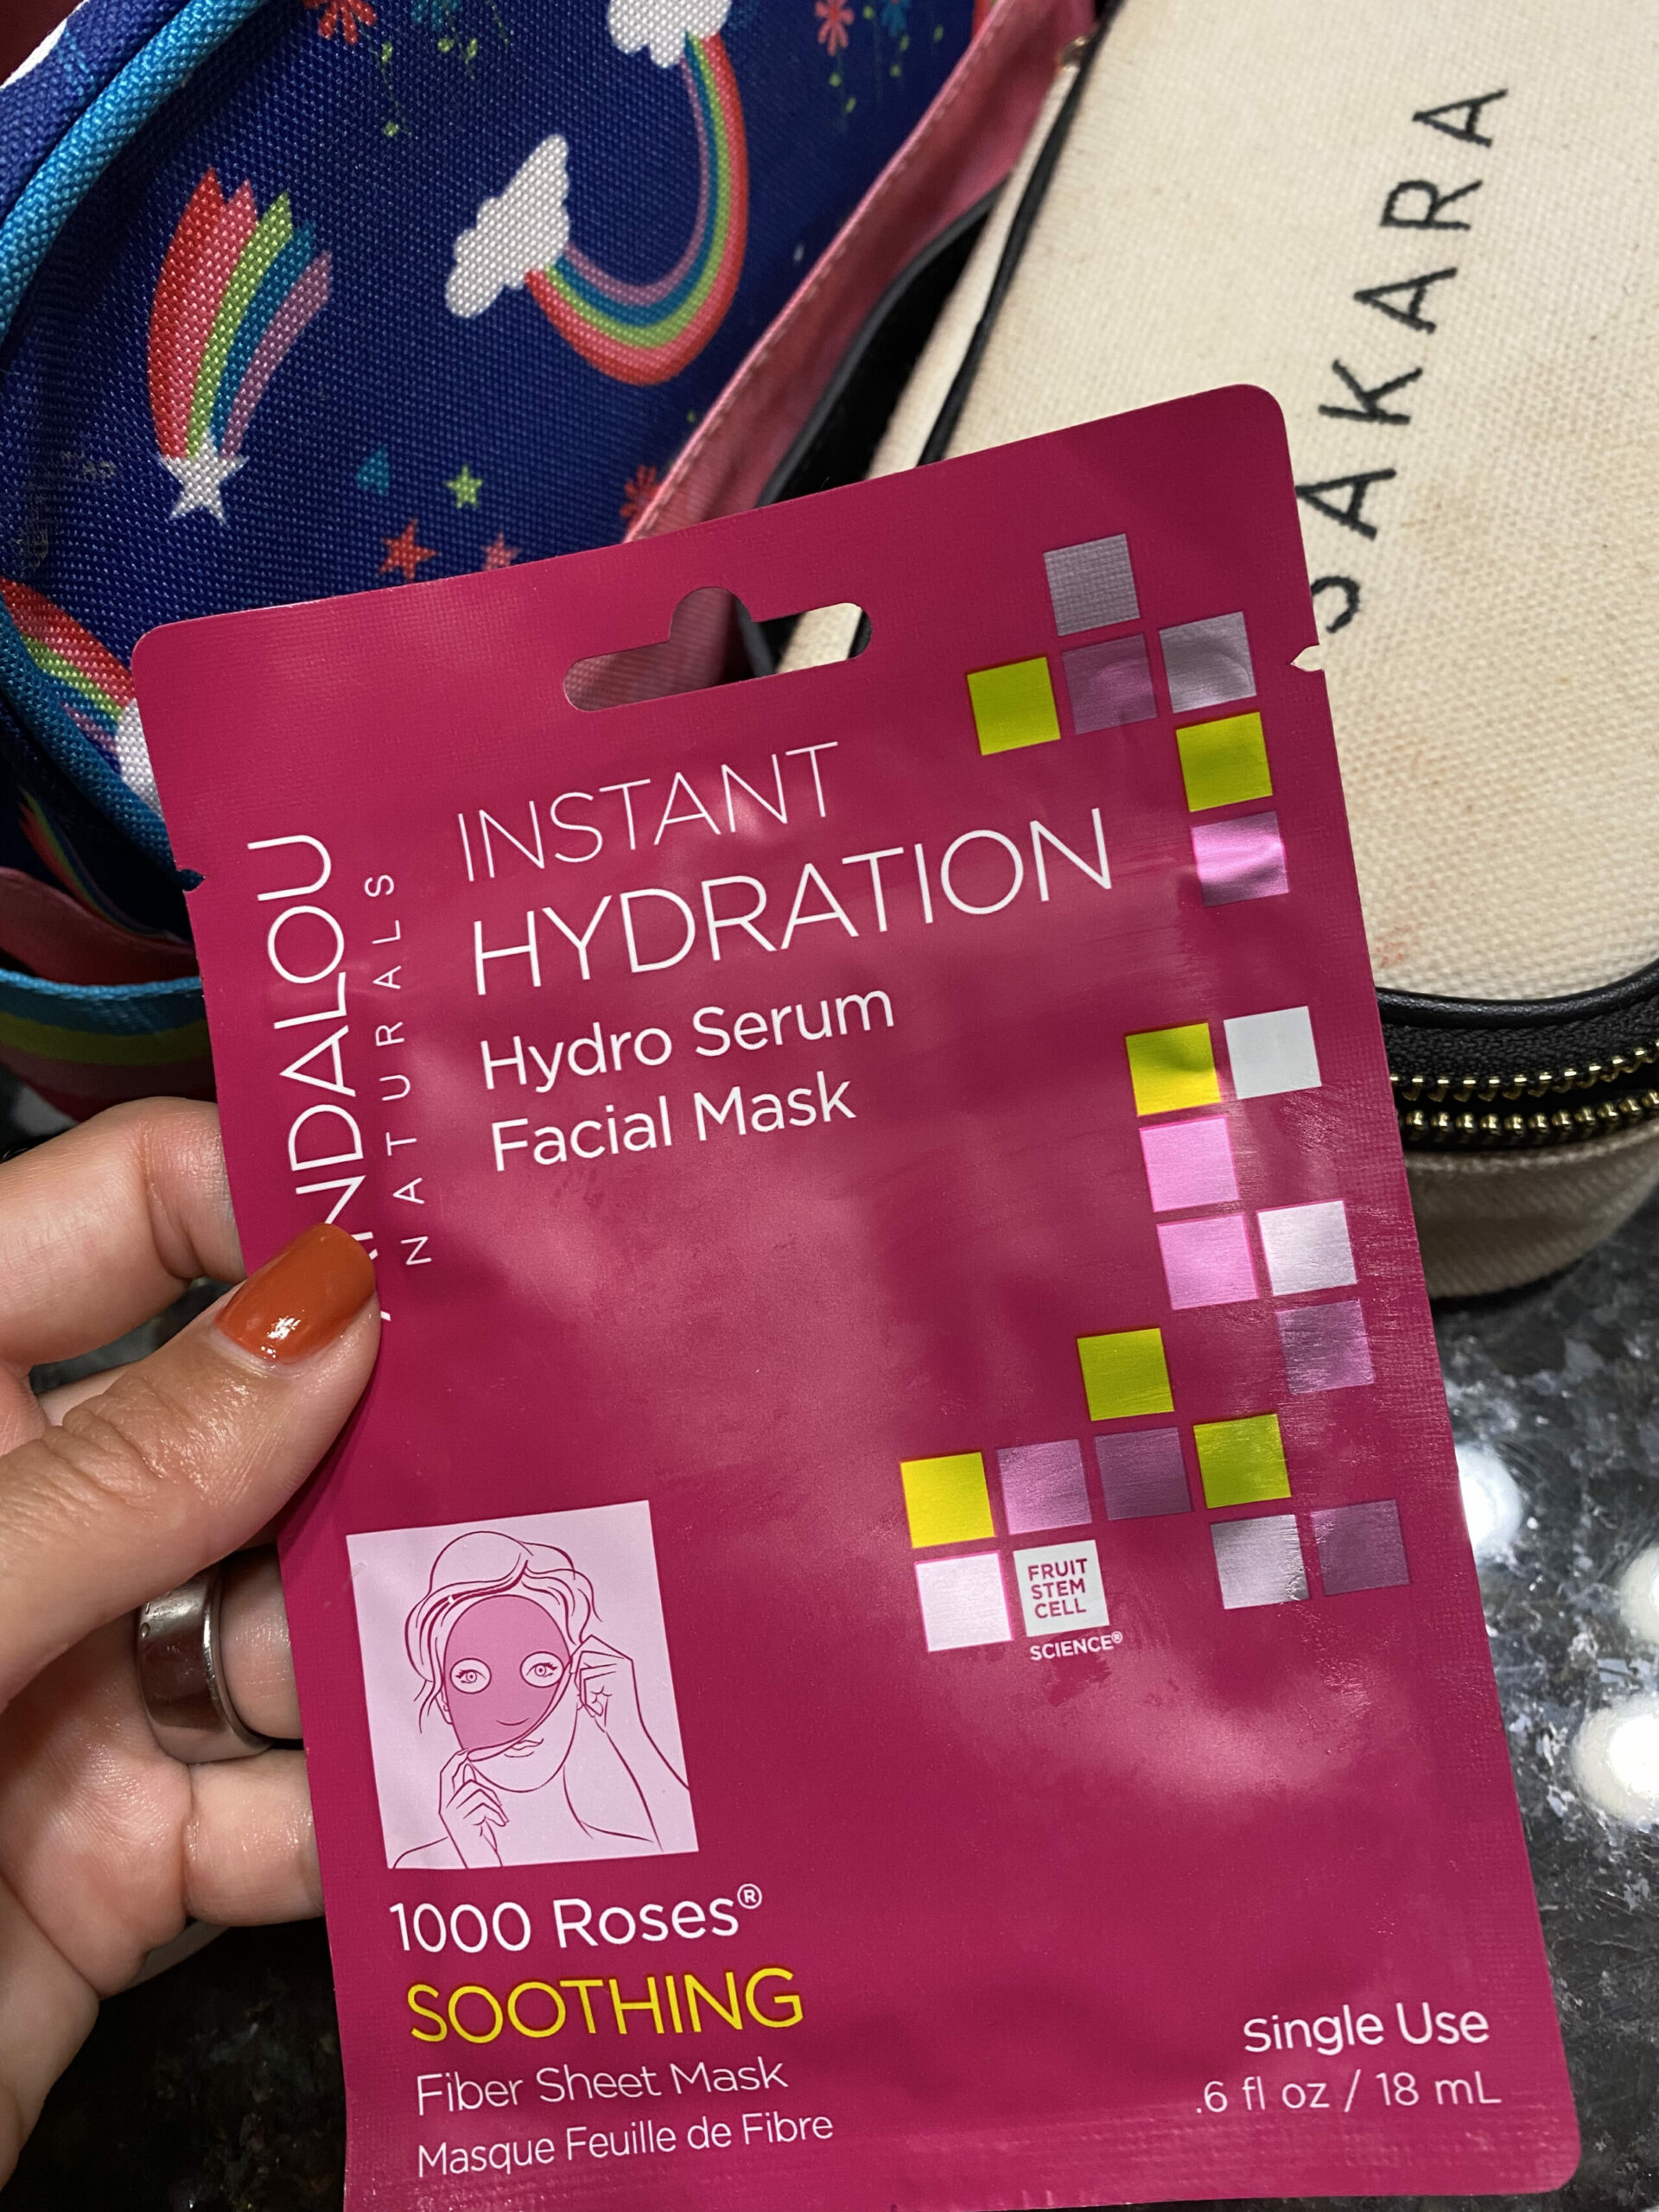 SAKARA
INSTANT
HYDRATION
Hydro Serum
Facial Mask
NATURALS
FRUIT
STEM
CELL
SCIENCE®
1000 Roses®
SOOTHING
Fiber Sheet Mask
Masque Feuille de Fibre
Single Use
.6 fl oz / 18 mL